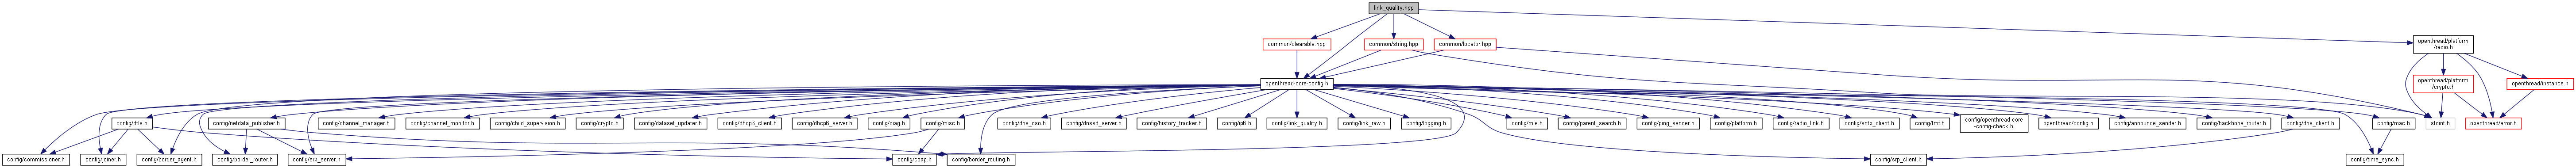 link_quality.hpp
common/clearable.hpp
common/string.hpp
common/locator.hpp
openthread/platform
/radio.h
openthread-core-config.h
openthread/platform
/crypto.h
openthread/instance.h
config/dtls.h
config/netdata_publisher.h
config/channel_manager.h
config/channel_monitor.h
config/child_supervision.h
config/crypto.h
config/dataset_updater.h
config/dhcp6_client.h
config/dhcp6_server.h
config/diag.h
config/misc.h
config/dns_dso.h
config/dnssd_server.h
config/history_tracker.h
config/ip6.h
config/link_quality.h
config/link_raw.h
config/logging.h
config/mle.h
config/parent_search.h
config/ping_sender.h
config/platform.h
config/radio_link.h
config/sntp_client.h
config/tmf.h
config/openthread-core
-config-check.h
openthread/config.h
config/announce_sender.h
config/backbone_router.h
config/dns_client.h
config/mac.h
stdint.h
openthread/error.h
config/commissioner.h
config/joiner.h
config/border_agent.h
config/border_router.h
config/srp_server.h
config/coap.h
config/border_routing.h
config/srp_client.h
config/time_sync.h